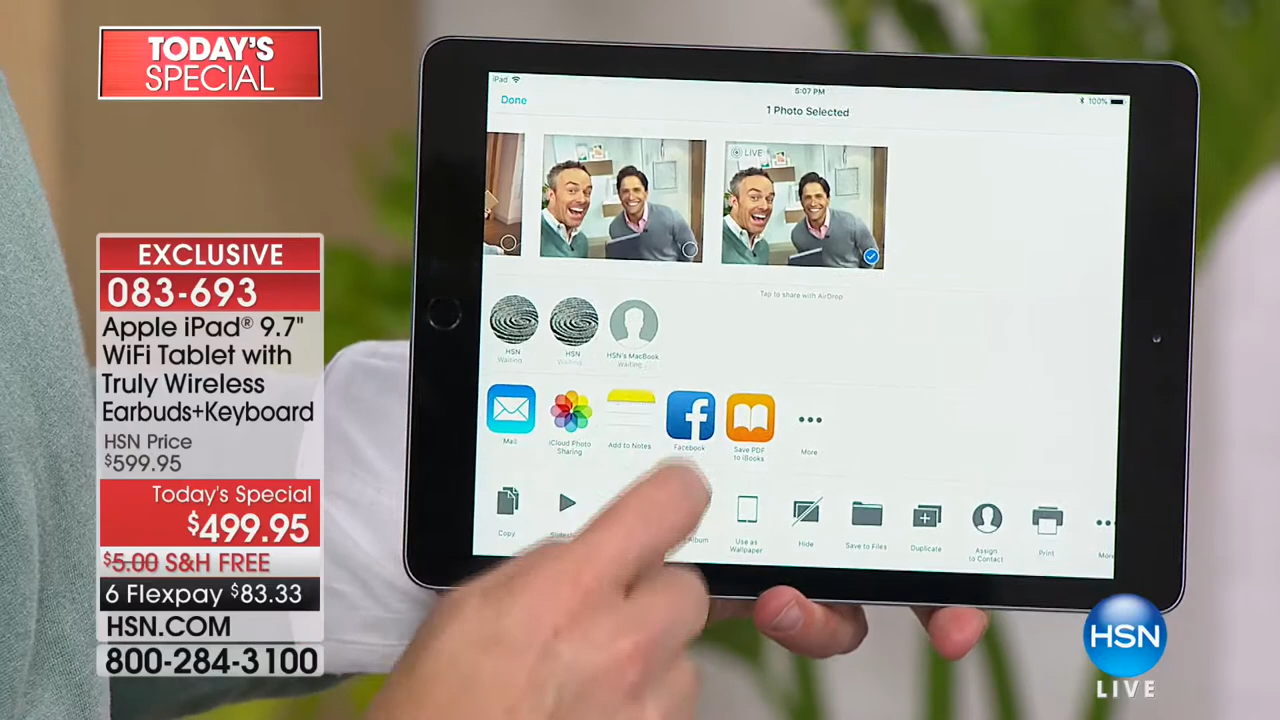 TODAY'S
SPECIAL
EXCLUSIVE
083-693
Apple iPad® 9.7"
WiFi Tablet with
Truly Wireless
Earbuds+Keyboard
HSN Price
$599.95
Today's Special
$499.95
$5.00 S&H FREE
6 Flexpay $83.33
HSN.COM
800-284-3100
iPad
5:07 PM
100%
Done
1 Photo Selected
LIVE
Tap to share with AirDrop
HSN
Waiting
HSN
Waiting
HSN's MacBook
Waiting
Mail
iCloud Photo
Sharing
Add to Notes
Facebook
Save PDF
to iBooks
More
Copy
Album
Use as
Wallpaper
Hide
Save to Files
Duplicate
Assign
to Contact
Print
HSN
LIVE